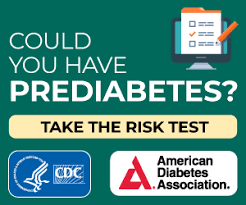 COULD
YOU HAVE
PREDIABETES?
TAKE THE RISK TEST
CDC
American
Diabetes
Association.